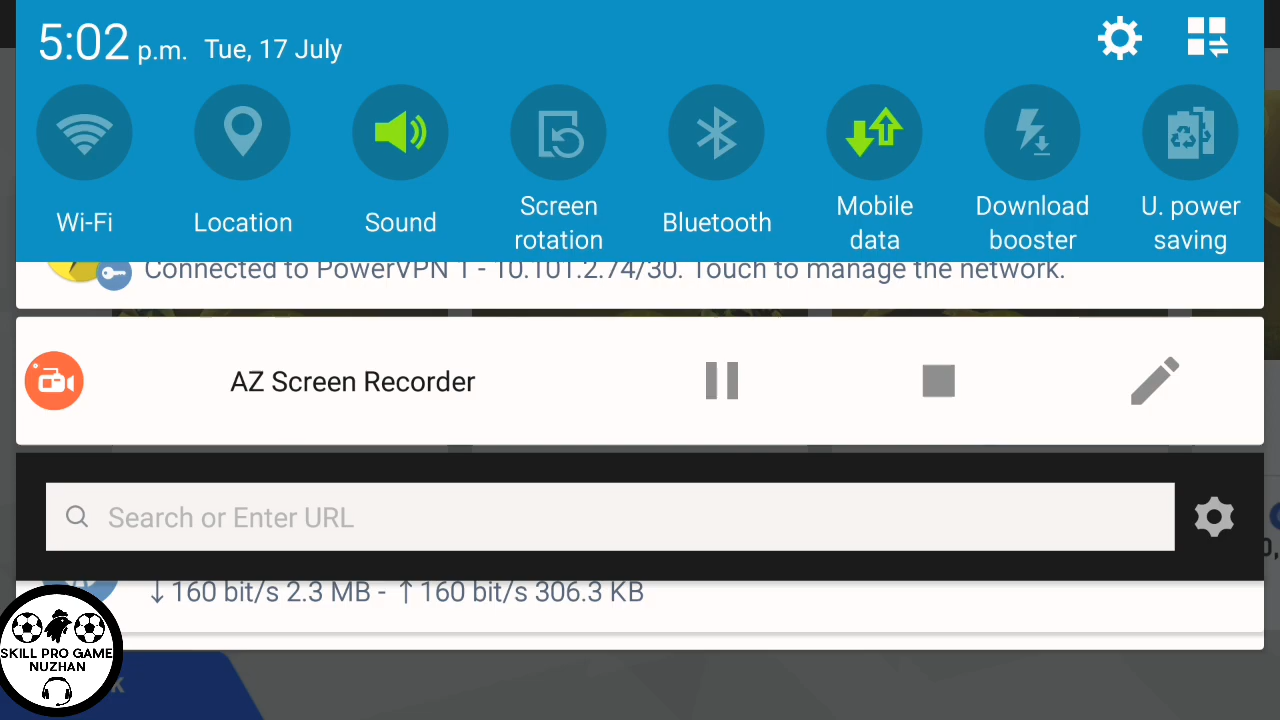 5:02 p.m. Tue, 17 July
Wi-Fi
Location
Sound
Screen rotation
Bluetooth
Mobile data
Download booster
U. power saving
Connected to PowerVPN 1 - 10.101.2.74/30. Touch to manage the network.
AZ Screen Recorder
Search or Enter URL
↓ 160 bit/s 2.3 MB - ↑ 160 bit/s 306.3 KB
SKILL PRO GAME
NUZHAN